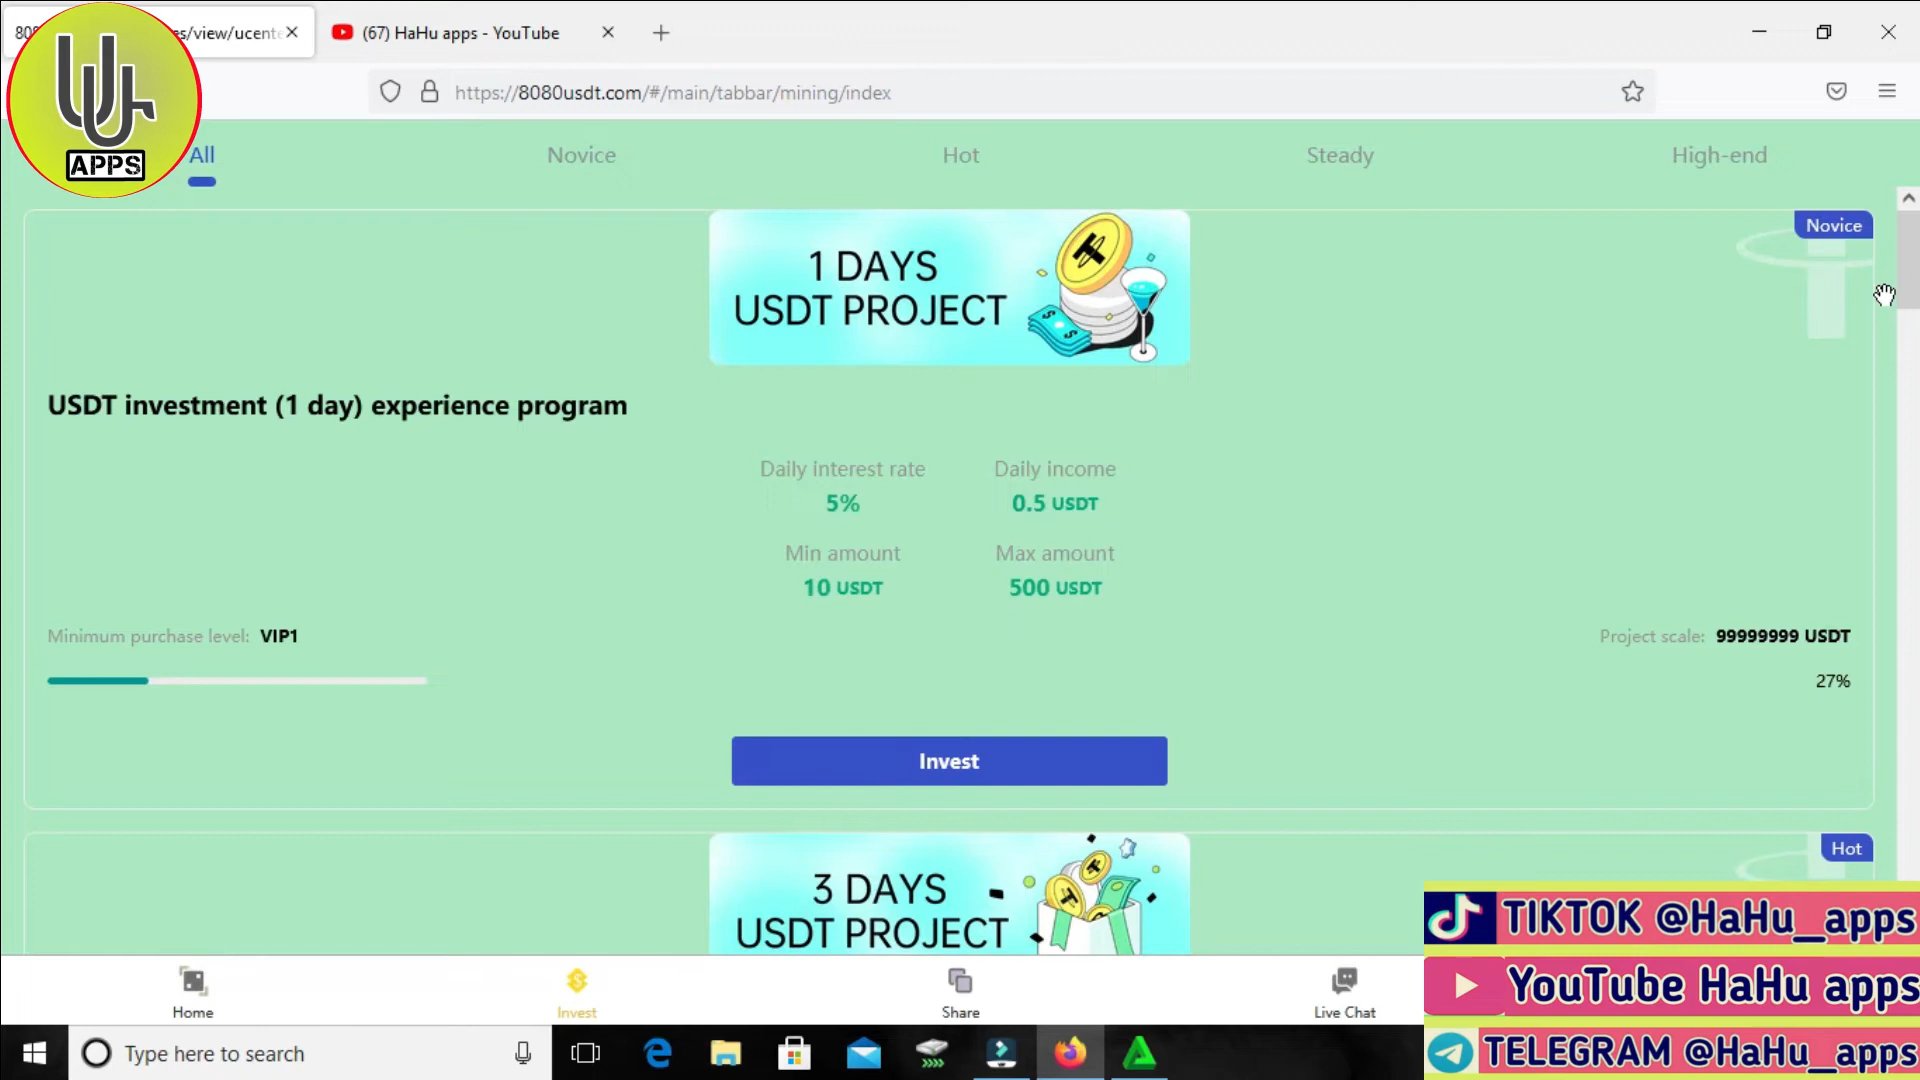 808
es/view/ucente
(67) HaHu apps - YouTube
https://8080usdt.com/#/main/tabbar/mining/index
APPS
All
Novice
Hot
Steady
High-end
Novice
1 DAYS
USDT PROJECT
USDT investment (1 day) experience program
Daily interest rate
Daily income
5%
0.5 USDT
Min amount
Max amount
10 USDT
500 USDT
Minimum purchase level: VIP1
Project scale: 99999999 USDT
27%
Invest
Hot
3 DAYS
USDT PROJECT
Home
Invest
Share
Live Chat
TIKTOK @HaHu_apps
YouTube HaHu apps
TELEGRAM @HaHu_apps
Type here to search